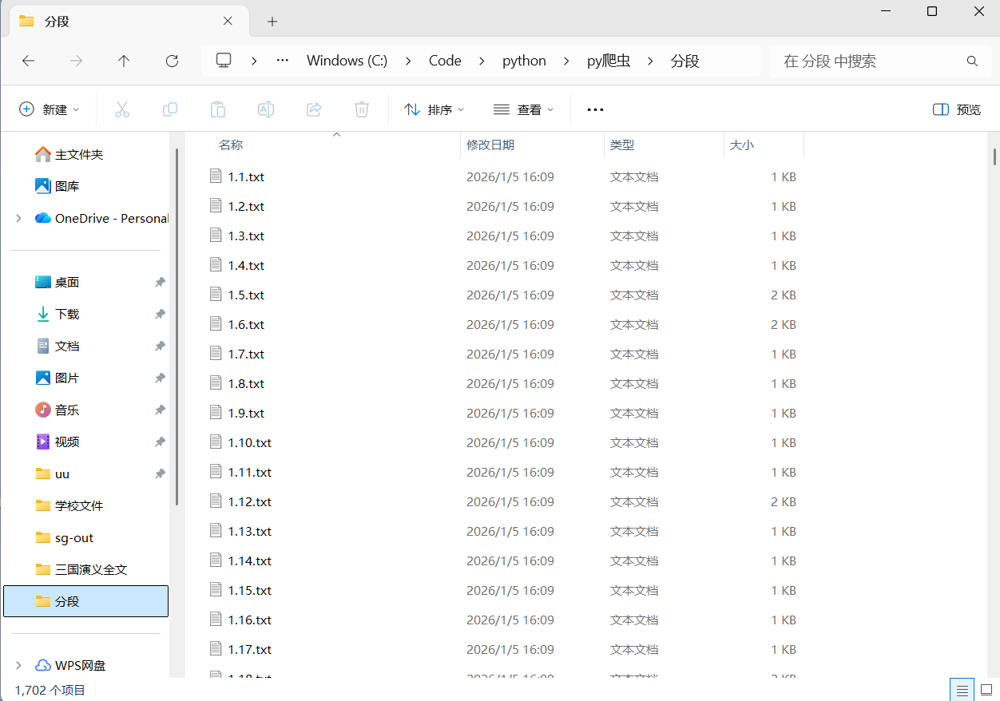 分段
Windows (C:) Code python py爬虫 分段 在 分段 中搜索
新建 排序 查看 预览
主文件夹
图库
OneDrive - Personal
桌面
下载
文档
图片
音乐
视频
uu
学校文件
sg-out
三国演义全文
分段
WPS网盘
名称 修改日期 类型 大小
1.1.txt 2026/1/5 16:09 文本文档 1 KB
1.2.txt 2026/1/5 16:09 文本文档 1 KB
1.3.txt 2026/1/5 16:09 文本文档 1 KB
1.4.txt 2026/1/5 16:09 文本文档 1 KB
1.5.txt 2026/1/5 16:09 文本文档 2 KB
1.6.txt 2026/1/5 16:09 文本文档 2 KB
1.7.txt 2026/1/5 16:09 文本文档 1 KB
1.8.txt 2026/1/5 16:09 文本文档 1 KB
1.9.txt 2026/1/5 16:09 文本文档 1 KB
1.10.txt 2026/1/5 16:09 文本文档 1 KB
1.11.txt 2026/1/5 16:09 文本文档 1 KB
1.12.txt 2026/1/5 16:09 文本文档 2 KB
1.13.txt 2026/1/5 16:09 文本文档 1 KB
1.14.txt 2026/1/5 16:09 文本文档 1 KB
1.15.txt 2026/1/5 16:09 文本文档 1 KB
1.16.txt 2026/1/5 16:09 文本文档 1 KB
1.17.txt 2026/1/5 16:09 文本文档 1 KB
1,702 个项目